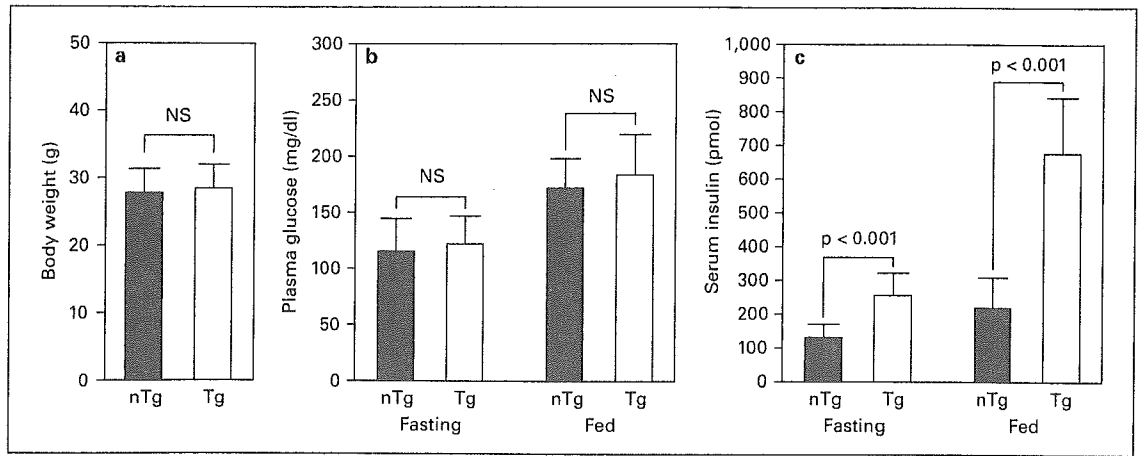 a
Body weight (g)
50
40
30
20
10
0
NS
nTg Tg
b
Plasma glucose (mg/dl)
300
250
200
150
100
50
0
NS
NS
nTg Tg nTg Tg
Fasting Fed
c
Serum insulin (pmol)
1,000
900
800
700
600
500
400
300
200
100
0
p < 0.001
p < 0.001
nTg Tg nTg Tg
Fasting Fed